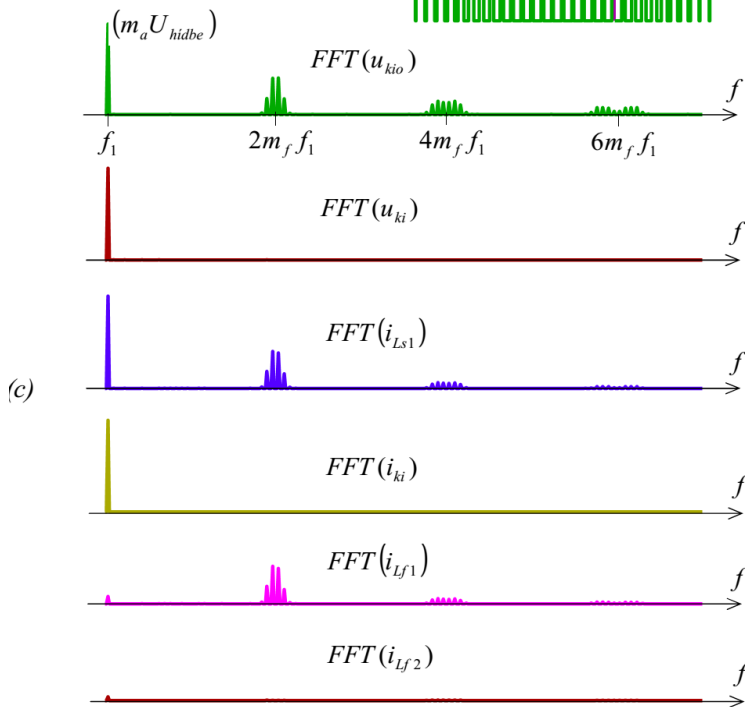 (m_a U_hidbe)
FFT(u_kio)
f
f_1 2m_f f_1 4m_f f_1 6m_f f_1
FFT(u_ki)
f
FFT(i_Ls1)
f
(c)
FFT(i_ki)
f
FFT(i_Lf1)
f
FFT(i_Lf2)
f